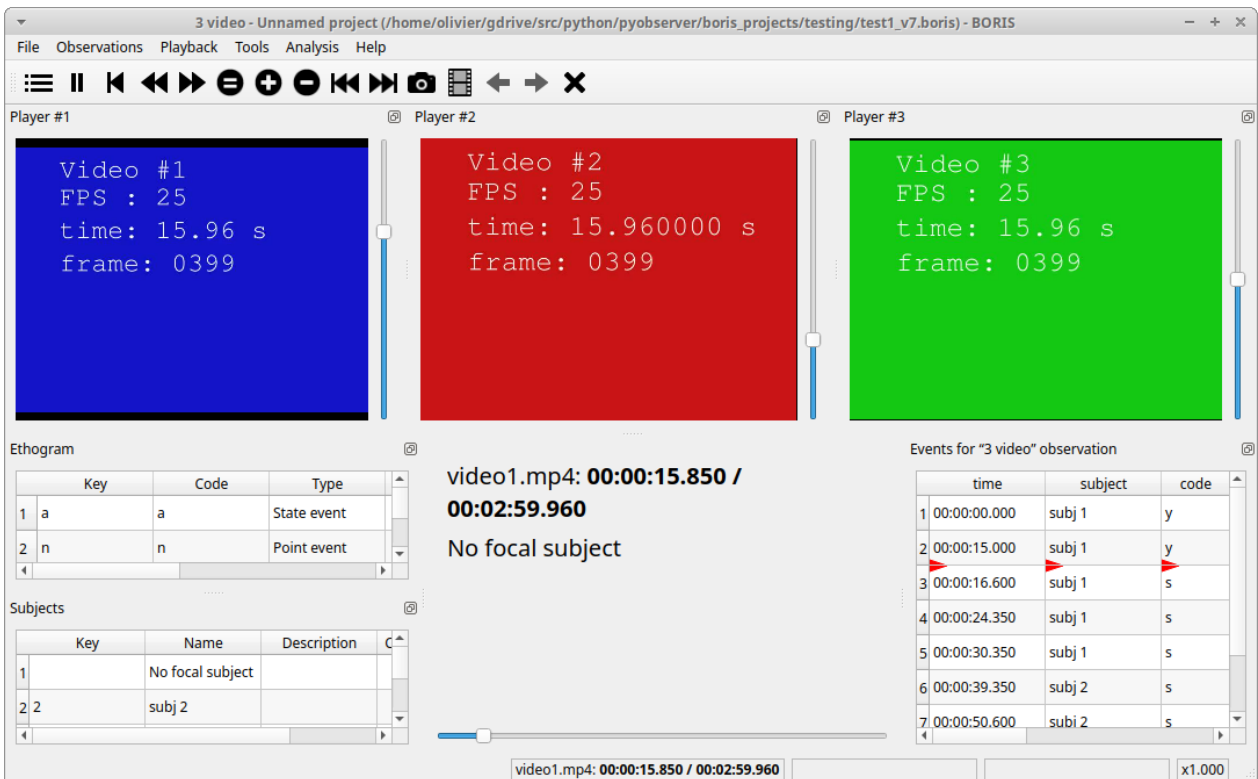 3 video - Unnamed project (/home/olivier/gdrive/src/python/pyobserver/boris_projects/testing/test1_v7.boris) - BORIS
File Observations Playback Tools Analysis Help
Player #1
Player #2
Player #3
Video #1
FPS : 25
time: 15.96 s
frame: 0399
Video #2
FPS : 25
time: 15.960000 s
frame: 0399
Video #3
FPS : 25
time: 15.96 s
frame: 0399
Ethogram
Key Code Type
1 a a State event
2 n n Point event
Subjects
Key Name Description
1 No focal subject
2 2 subj 2
video1.mp4: 00:00:15.850 /
00:02:59.960
No focal subject
Events for “3 video” observation
time subject code
1 00:00:00.000 subj 1 y
2 00:00:15.000 subj 1 y
3 00:00:16.600 subj 1 s
4 00:00:24.350 subj 1 s
5 00:00:30.350 subj 1 s
6 00:00:39.350 subj 2 s
7 00:00:50.600 subj 2 s
video1.mp4: 00:00:15.850 / 00:02:59.960
x1.000